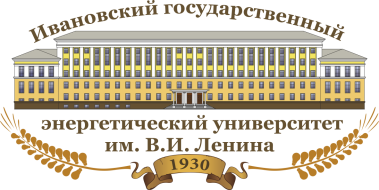 Ивановский государственный
энергетический университет
им. В.И. Ленина
1930